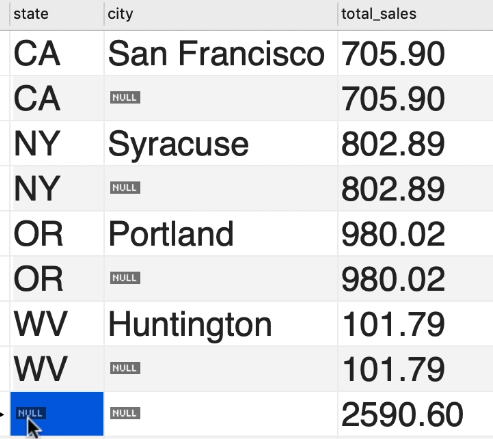 state city total_sales
CA San Francisco 705.90
CA NULL 705.90
NY Syracuse 802.89
NY NULL 802.89
OR Portland 980.02
OR NULL 980.02
WV Huntington 101.79
WV NULL 101.79
NULL NULL 2590.60